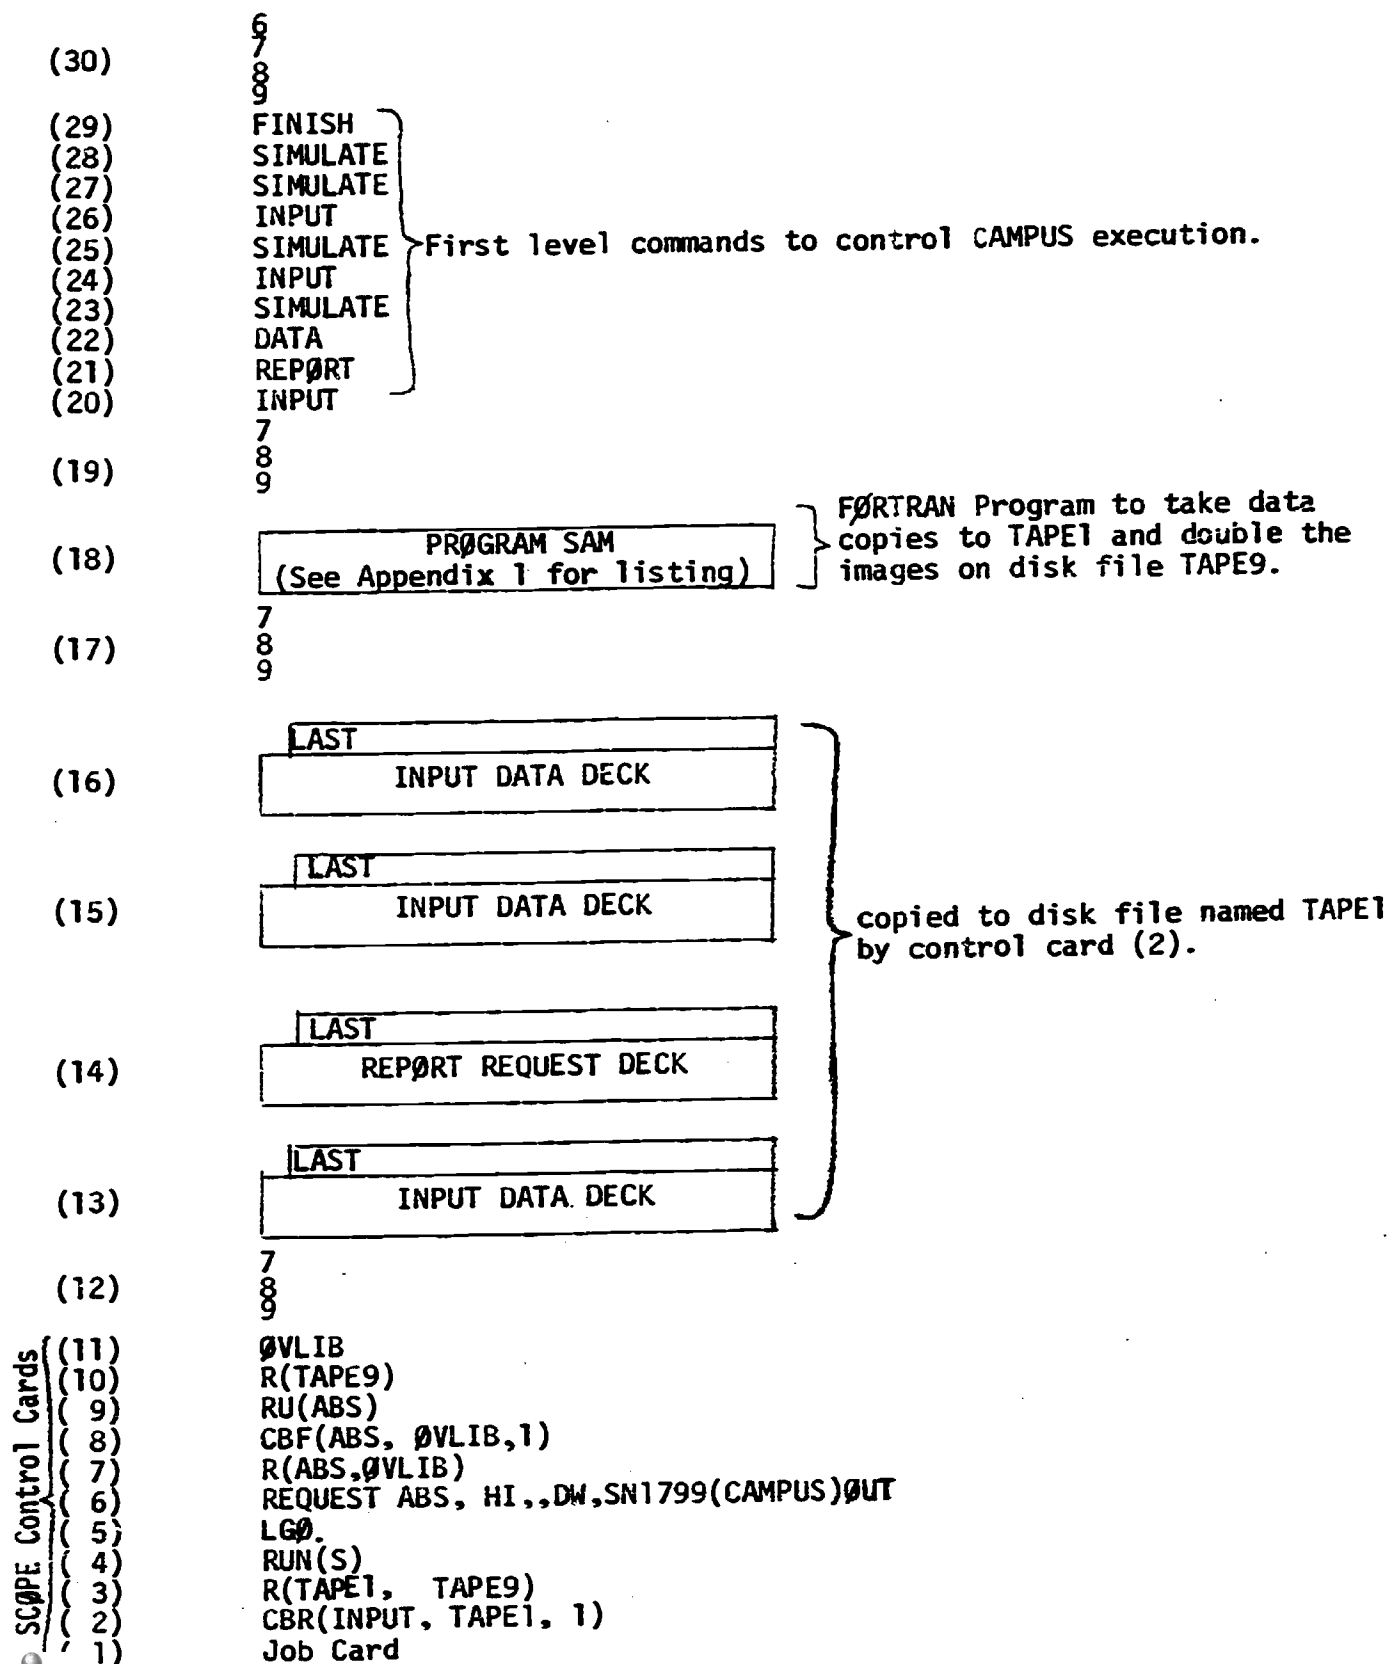 6
7
(30)
8
9
(29) FINISH
(28) SIMULATE
(27) SIMULATE
(26) INPUT
(25) SIMULATE First level commands to control CAMPUS execution.
(24) INPUT
(23) SIMULATE
(22) DATA
(21) REPØRT
(20) INPUT
7
8
(19)
9
(18) PRØGRAM SAM
(See Appendix 1 for listing)
FØRTRAN Program to take data
copies to TAPE1 and double the
images on disk file TAPE9.
7
(17) 8
9
LAST
(16) INPUT DATA DECK
LAST
(15) INPUT DATA DECK
copied to disk file named TAPE1
by control card (2).
LAST
(14) REPØRT REQUEST DECK
LAST
(13) INPUT DATA DECK
7
(12) 8
9
SCØPE Control Cards
(11) ØVLIB
(10) R(TAPE9)
( 9) RU(ABS)
( 8) CBF(ABS, ØVLIB,1)
( 7) R(ABS,ØVLIB)
( 6) REQUEST ABS, HI,,DW,SN1799(CAMPUS)ØUT
( 5) LGØ.
( 4) RUN(S)
( 3) R(TAPE1, TAPE9)
( 2) CBR(INPUT, TAPE1, 1)
( 1) Job Card